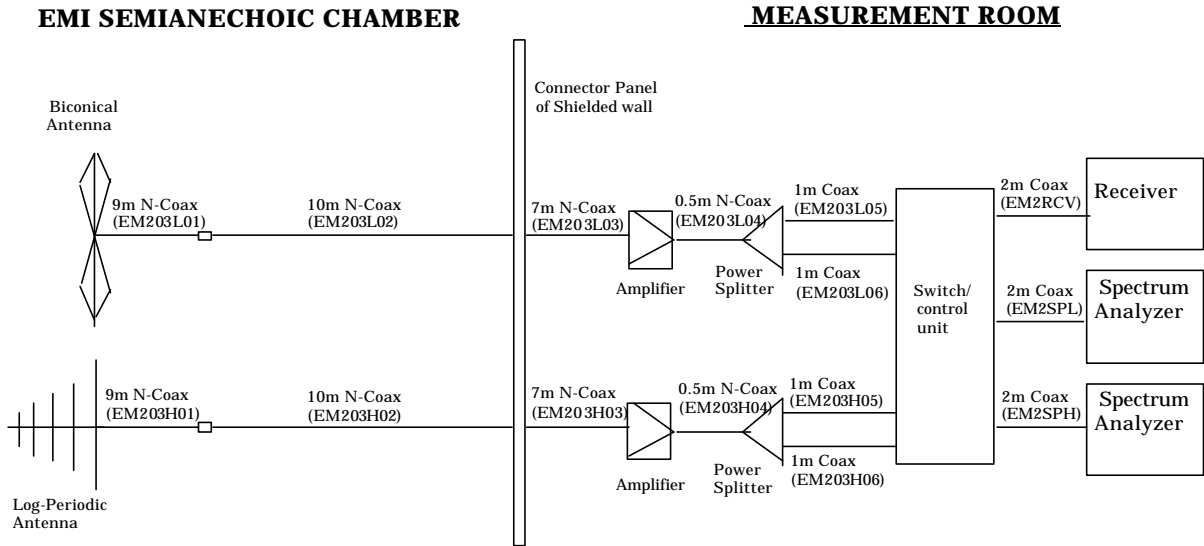 EMI SEMIANECHOIC CHAMBER
MEASUREMENT ROOM
Connector Panel
of Shielded wall
Biconical
Antenna
9m N-Coax
(EM203L01)
10m N-Coax
(EM203L02)
7m N-Coax
(EM203L03)
0.5m N-Coax
(EM203L04)
1m Coax
(EM203L05)
2m Coax
(EM2RCV)
Receiver
Amplifier
Power
Splitter
1m Coax
(EM203L06)
Switch/
control
unit
2m Coax
(EM2SPL)
Spectrum
Analyzer
9m N-Coax
(EM203H01)
10m N-Coax
(EM203H02)
7m N-Coax
(EM203H03)
0.5m N-Coax
(EM203H04)
1m Coax
(EM203H05)
2m Coax
(EM2SPH)
Spectrum
Analyzer
Amplifier
Power
Splitter
1m Coax
(EM203H06)
Log-Periodic
Antenna